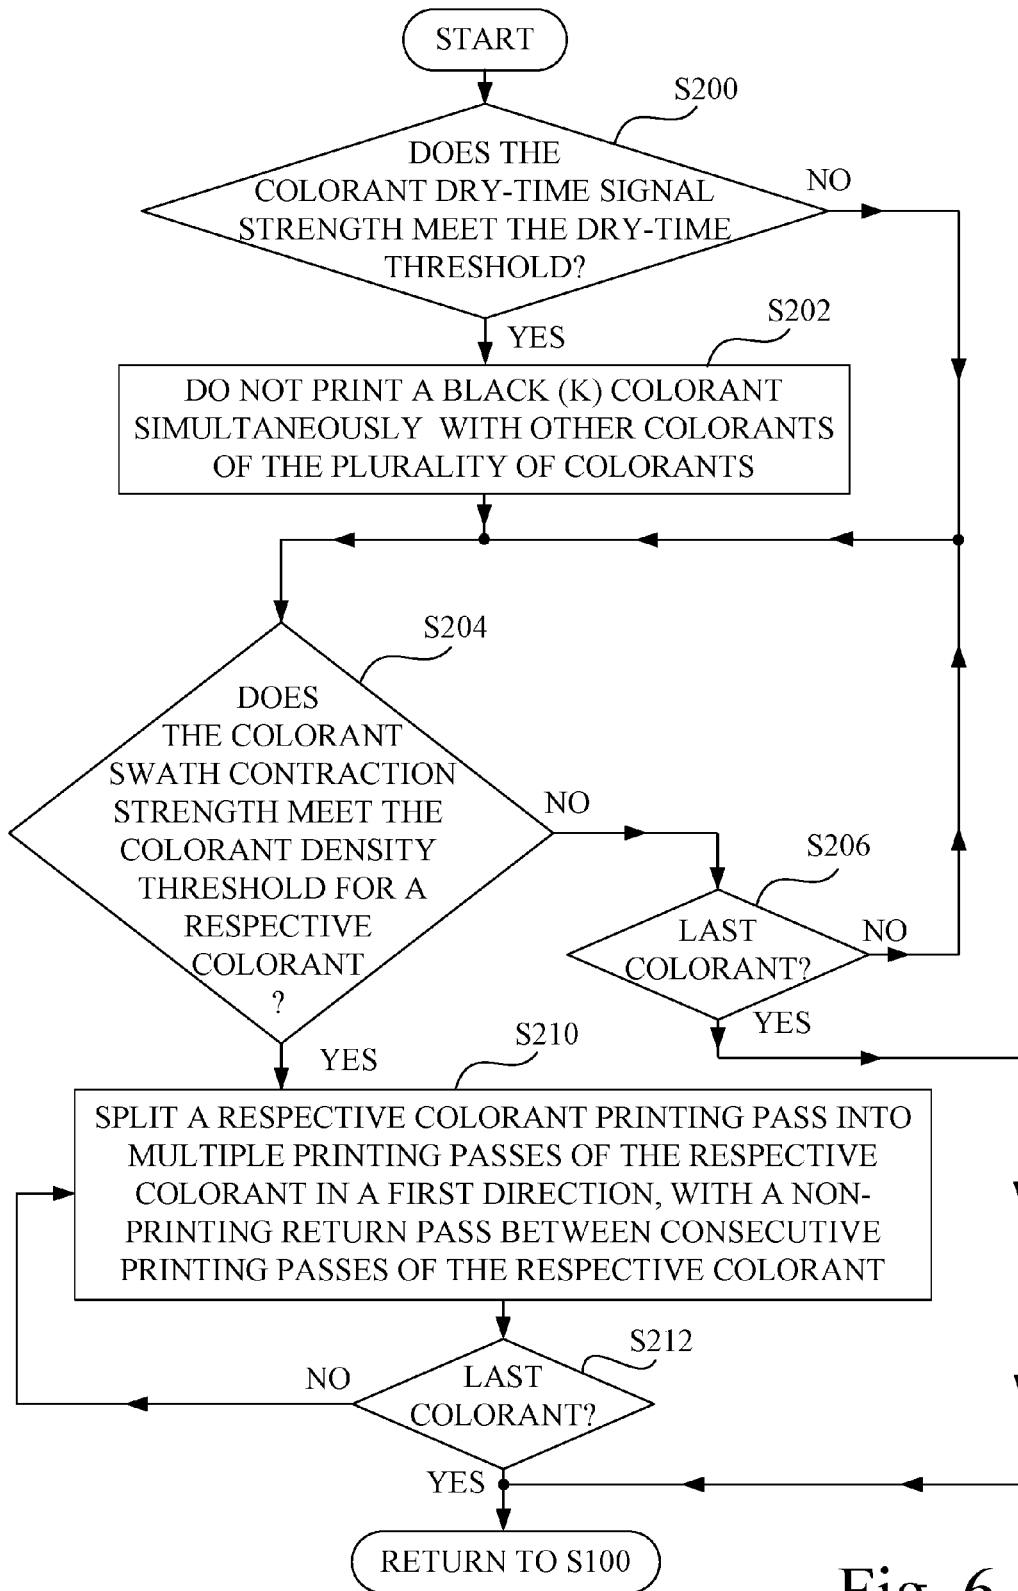 START
S200
DOES THE
COLORANT DRY-TIME SIGNAL
STRENGTH MEET THE DRY-TIME
THRESHOLD?
NO
YES
S202
DO NOT PRINT A BLACK (K) COLORANT
SIMULTANEOUSLY WITH OTHER COLORANTS
OF THE PLURALITY OF COLORANTS
S204
DOES
THE COLORANT
SWATH CONTRACTION
STRENGTH MEET THE
COLORANT DENSITY
THRESHOLD FOR A
RESPECTIVE
COLORANT
?
NO
S206
LAST
COLORANT?
NO
YES
YES
S210
SPLIT A RESPECTIVE COLORANT PRINTING PASS INTO
MULTIPLE PRINTING PASSES OF THE RESPECTIVE
COLORANT IN A FIRST DIRECTION, WITH A NON-
PRINTING RETURN PASS BETWEEN CONSECUTIVE
PRINTING PASSES OF THE RESPECTIVE COLORANT
S212
LAST
COLORANT?
NO
YES
RETURN TO S100
Fig. 6